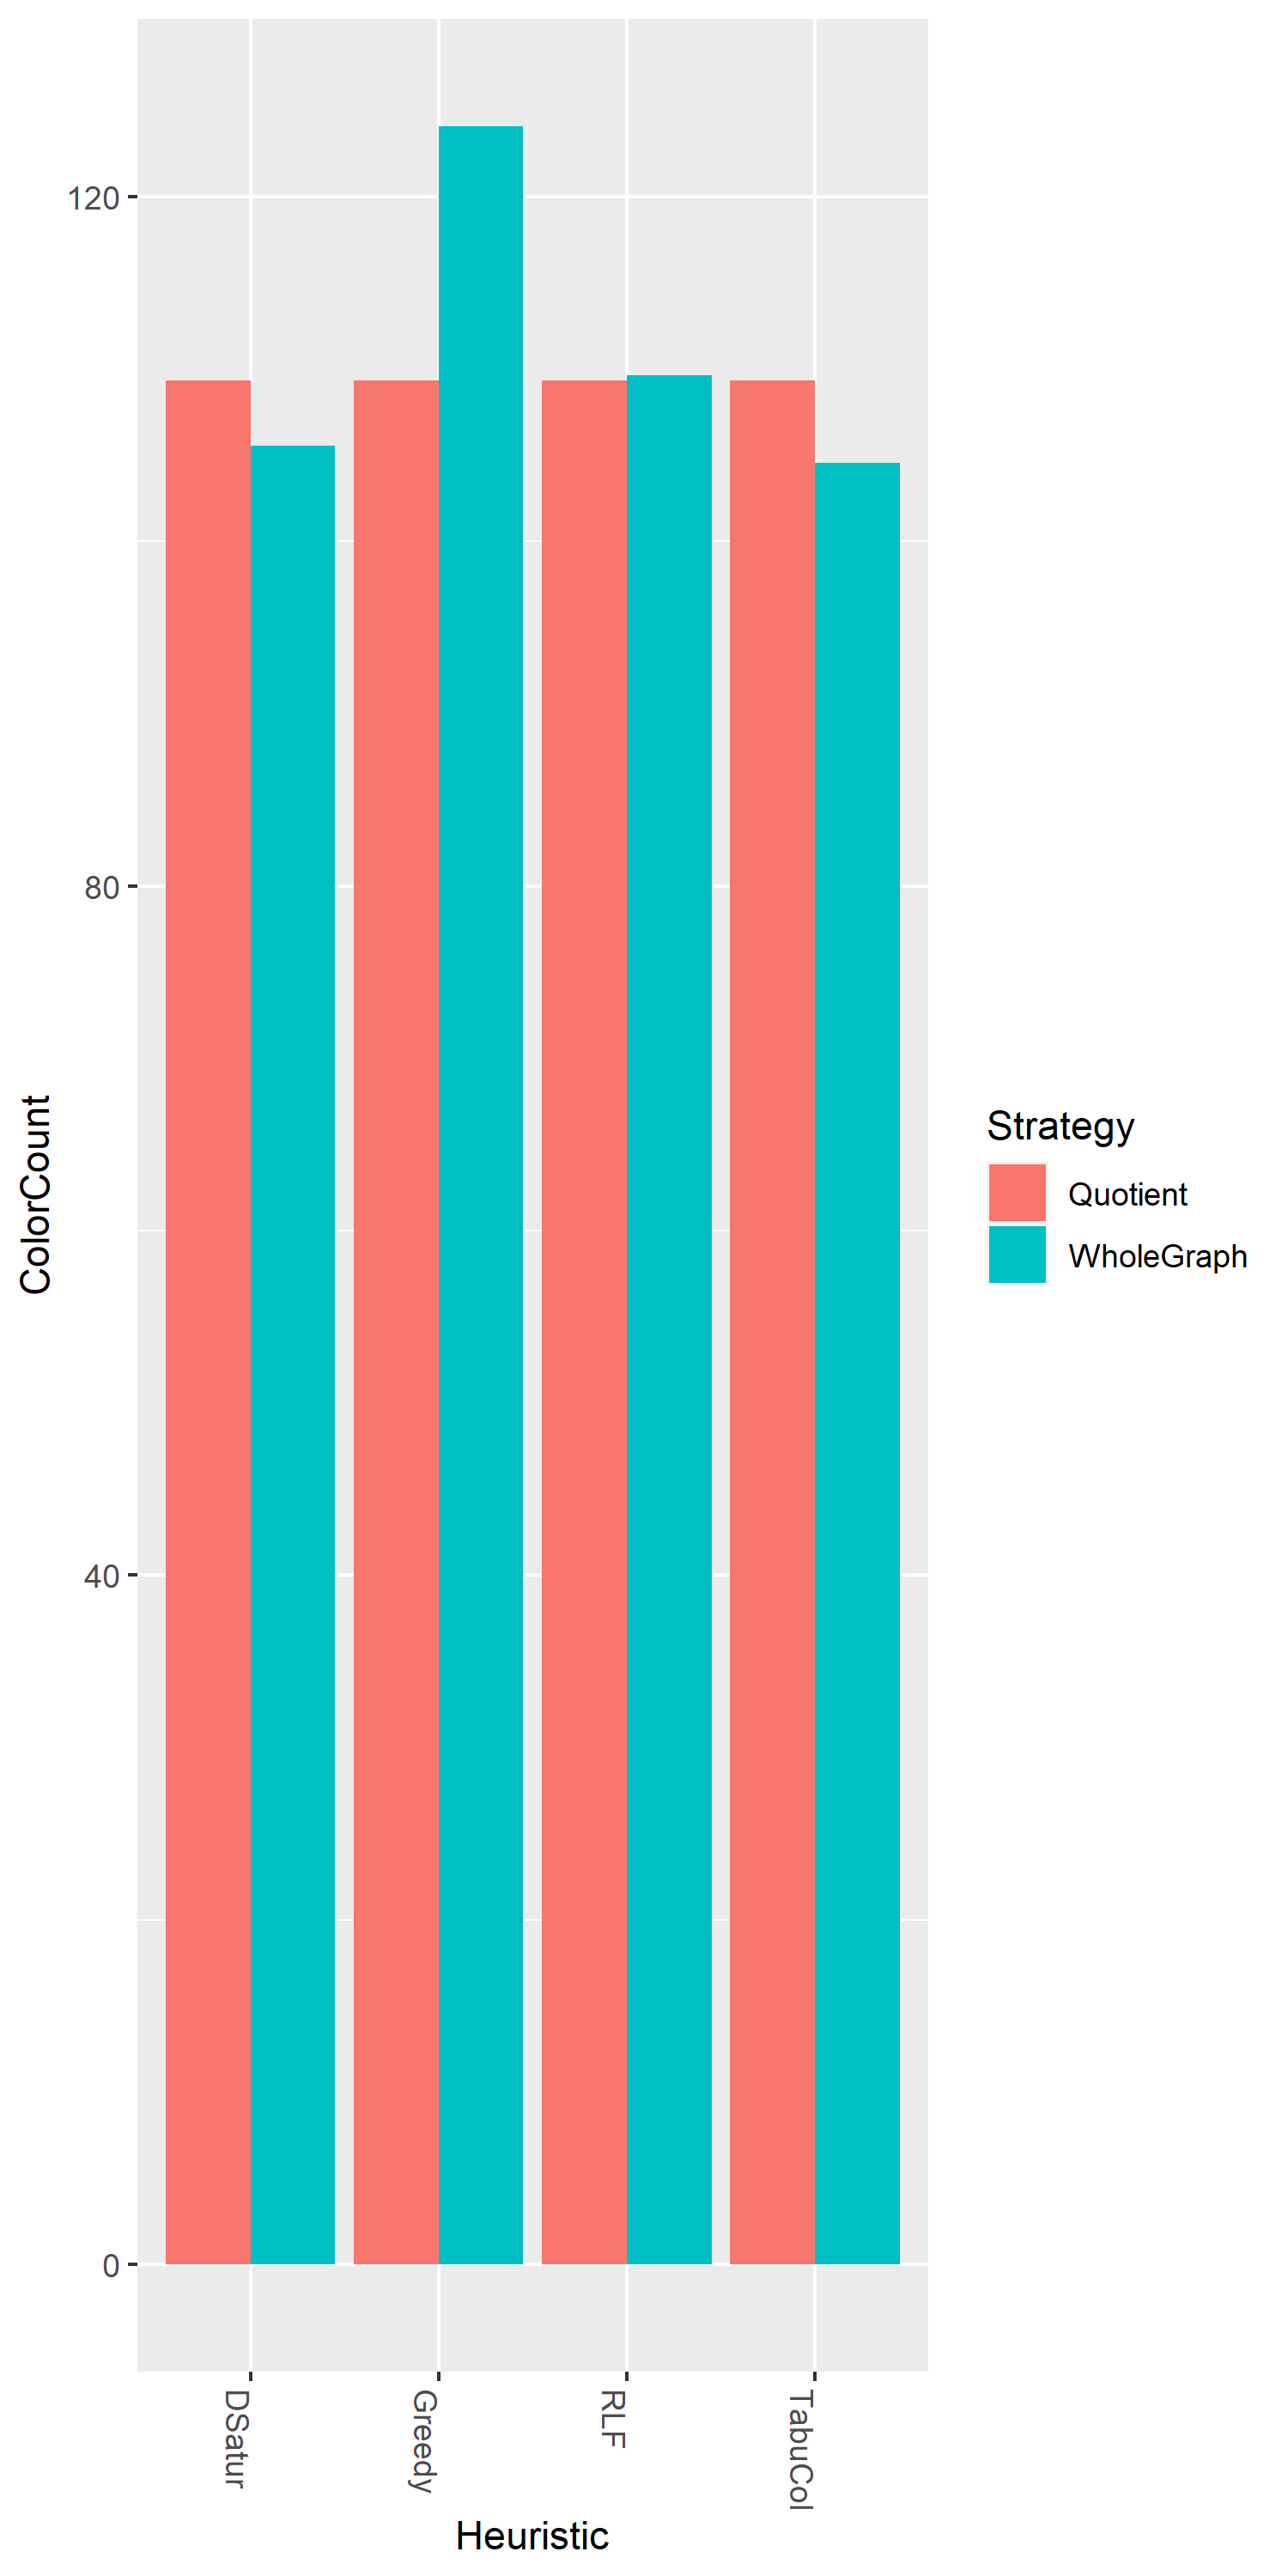 120
80
40
0
ColorCount
DSatur
Greedy
RLF
TabuCol
Heuristic
Strategy
Quotient
WholeGraph